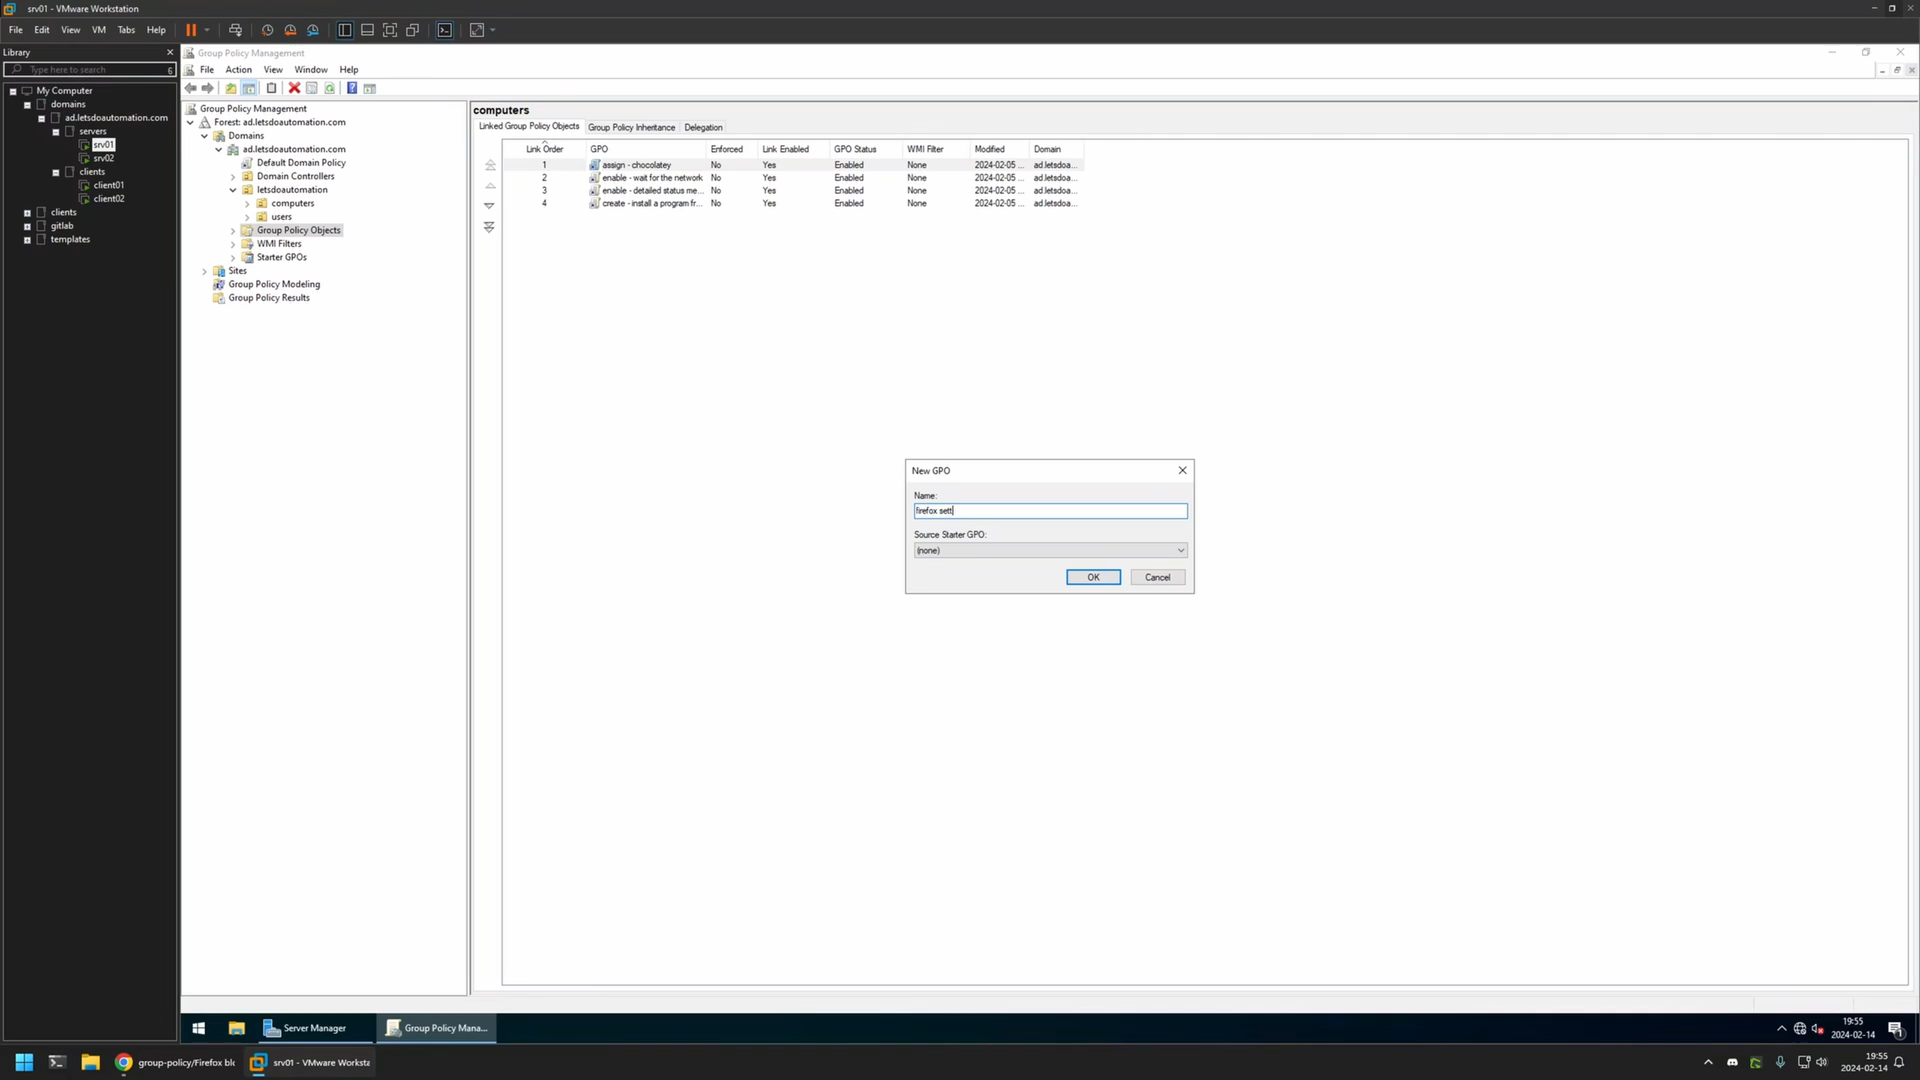 srv01 - VMware Workstation
File Edit View VM Tabs Help
Library
Type here to search
My Computer
domains
ad.letsdoautomation.com
servers
srv01
srv02
clients
client01
client02
clients
gitlab
templates
Group Policy Management
File Action View Window Help
Group Policy Management
Forest: ad.letsdoautomation.com
Domains
ad.letsdoautomation.com
Default Domain Policy
Domain Controllers
letsdoautomation
computers
users
Group Policy Objects
WMI Filters
Starter GPOs
Sites
Group Policy Modeling
Group Policy Results
computers
Linked Group Policy Objects Group Policy Inheritance Delegation
Link Order GPO Enforced Link Enabled GPO Status WMI Filter Modified Domain
1 assign - chocolatey No Yes Enabled None 2024-02-05 ... ad.letsdoa...
2 enable - wait for the network No Yes Enabled None 2024-02-05 ... ad.letsdoa...
3 enable - detailed status me... No Yes Enabled None 2024-02-05 ... ad.letsdoa...
4 create - install a program fr... No Yes Enabled None 2024-02-05 ... ad.letsdoa...
New GPO
Name:
firefox sett
Source Starter GPO:
(none)
OK Cancel
Server Manager
Group Policy Mana...
19:55
2024-02-14
group-policy/Firefox blo
srv01 - VMware Worksta
19:55
2024-02-14